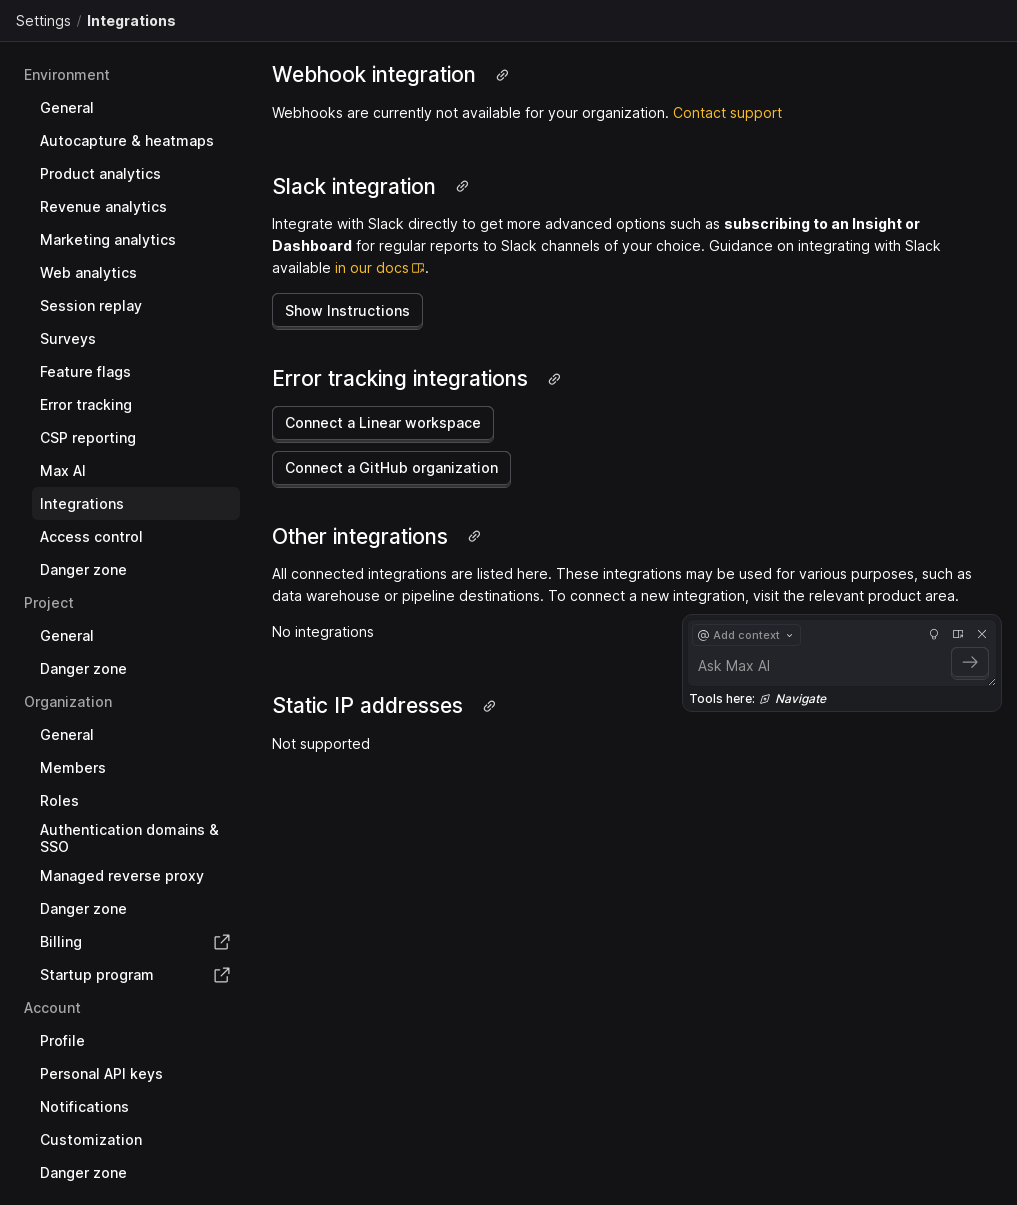 Settings / Integrations
Environment
General
Autocapture & heatmaps
Product analytics
Revenue analytics
Marketing analytics
Web analytics
Session replay
Surveys
Feature flags
Error tracking
CSP reporting
Max AI
Integrations
Access control
Danger zone
Project
General
Danger zone
Organization
General
Members
Roles
Authentication domains &
SSO
Managed reverse proxy
Danger zone
Billing
Startup program
Account
Profile
Personal API keys
Notifications
Customization
Danger zone
Webhook integration
Webhooks are currently not available for your organization. Contact support
Slack integration
Integrate with Slack directly to get more advanced options such as subscribing to an Insight or
Dashboard for regular reports to Slack channels of your choice. Guidance on integrating with Slack
available in our docs.
Show Instructions
Error tracking integrations
Connect a Linear workspace
Connect a GitHub organization
Other integrations
All connected integrations are listed here. These integrations may be used for various purposes, such as
data warehouse or pipeline destinations. To connect a new integration, visit the relevant product area.
No integrations
Static IP addresses
Not supported
@ Add context
Ask Max AI
Tools here: Navigate